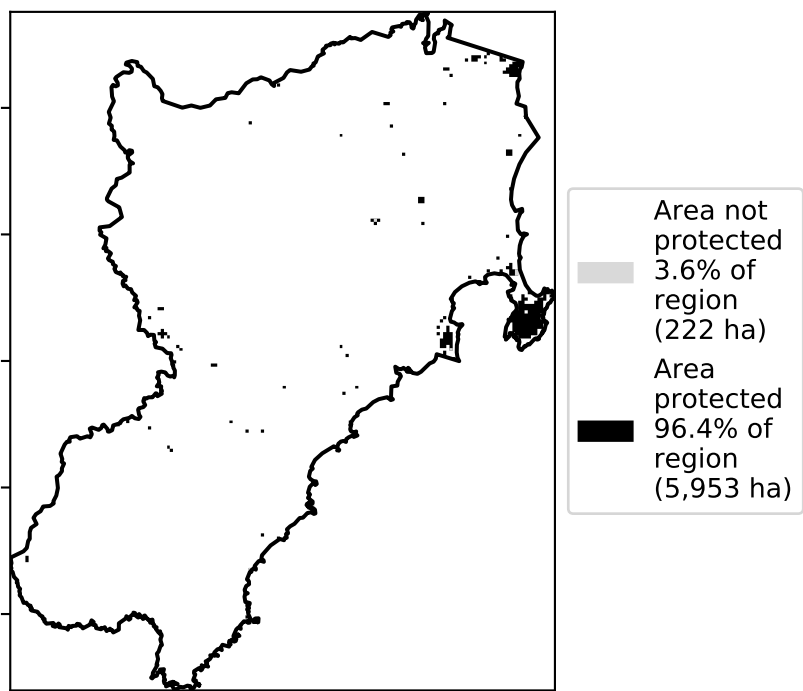 Area not
protected
3.6% of
region
(222 ha)
Area
protected
96.4% of
region
(5,953 ha)